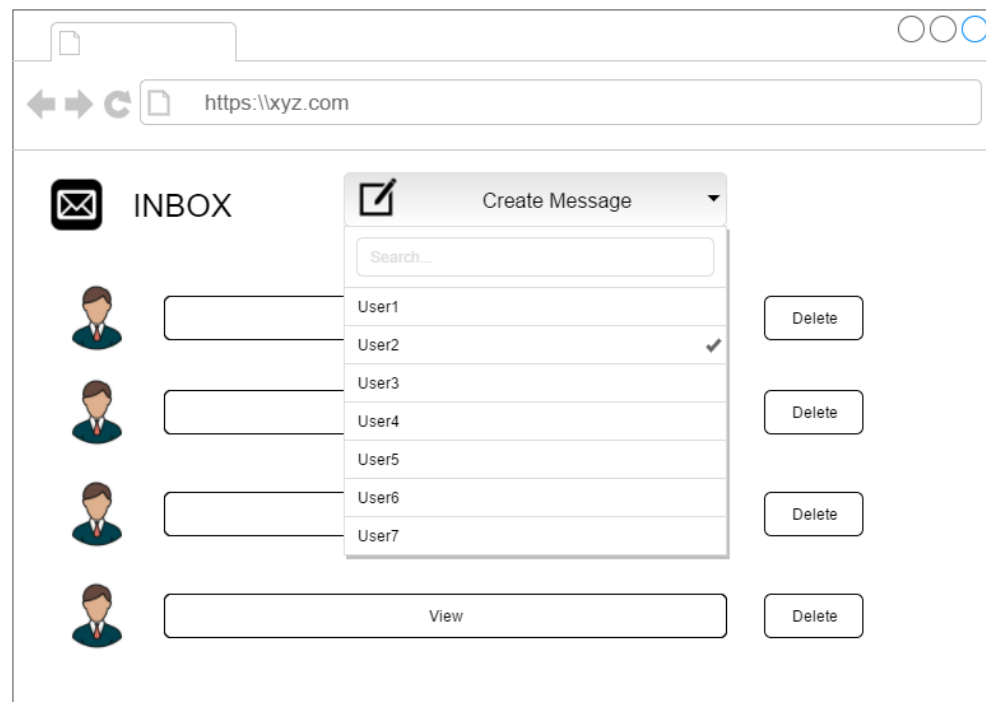 https:\\xyz.com
INBOX
Create Message
Search...
User1
Delete
User2
User3
User4
Delete
User5
User6
Delete
User7
View
Delete